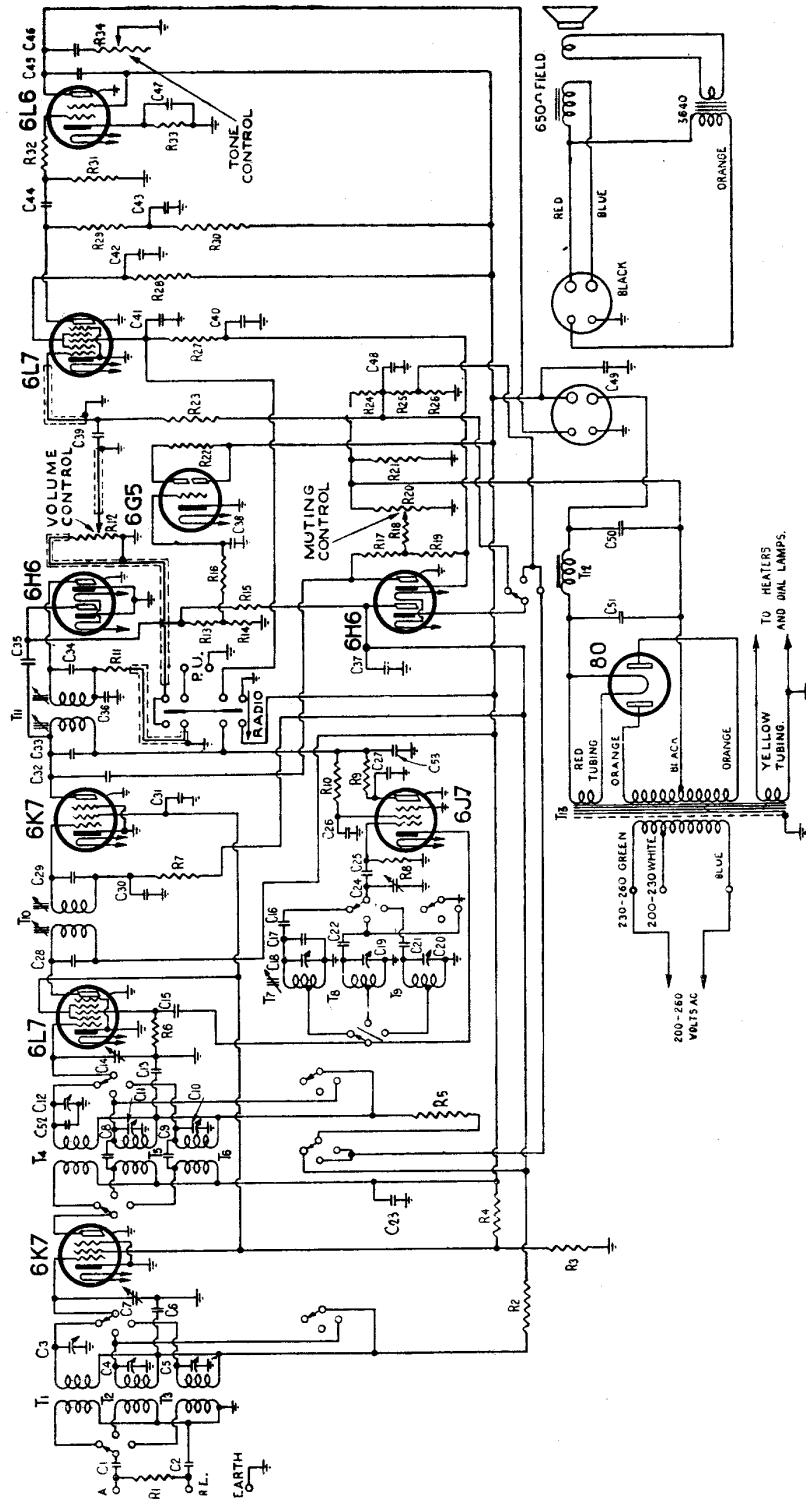 6K7
6L7
6K7
6H6
6G5
6L7
6L6
6J7
6H6
80
A
C1
R1
C2
EARTH
T1
T2
T3
C3
C4
C5
C7
C6
T4
T5
T6
C52
C12
C8
C11
C9
C10
C14
C13
R6
C15
C28
T10
C29
C30
R7
C31
C32
C33
T11
C34
C35
C36
R11
VOLUME
CONTROL
R12
C39
R22
C38
R16
R15
R13
R14
P.U.
RADIO
R23
C41
R27
C40
R28
C42
R29
C43
R30
C44
R31
R32
R33
C47
C45
C46
R34
TONE
CONTROL
T7
T8
T9
C18
C17
C16
C22
C19
C21
C20
C24
C25
R8
C26
R10
R9
C27
C53
C37
MUTING
CONTROL
R17
R18
R19
R20
R21
R24
R25
R26
C48
R5
C23
R4
R3
R2
200-260
VOLTS AC
230-260 GREEN
200-230 WHITE
BLUE
T13
RED
TUBING
ORANGE
BLACK
ORANGE
YELLOW
TUBING.
TO HEATERS
AND DIAL LAMPS.
C51
T12
C50
C49
RED
BLUE
BLACK
650Ω FIELD.
3640
ORANGE